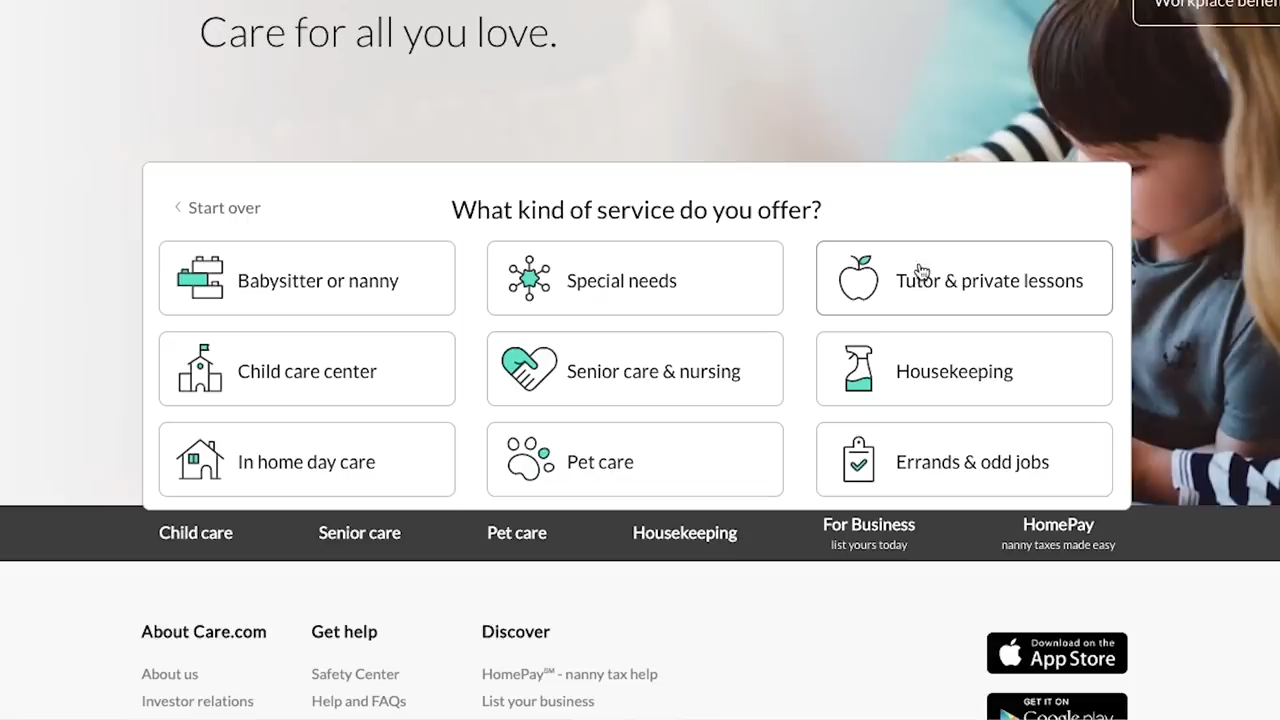 Workplace
Care for all you love.
Start over
What kind of service do you offer?
Babysitter or nanny
Special needs
Tutor & private lessons
Child care center
Senior care & nursing
Housekeeping
In home day care
Pet care
Errands & odd jobs
Child care
Senior care
Pet care
Housekeeping
For Business
list yours today
HomePay
nanny taxes made easy
About Care.com
Get help
Discover
About us
Safety Center
HomePay℠ - nanny tax help
Investor relations
Help and FAQs
List your business
Download on the
App Store
GET IT ON
Google play